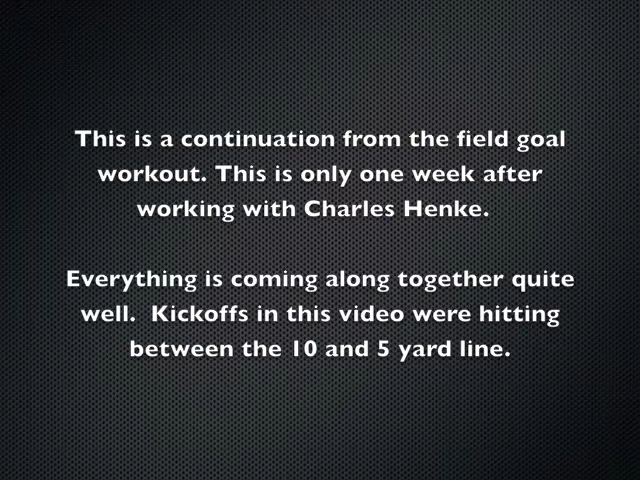 This is a continuation from the field goal
workout. This is only one week after
working with Charles Henke.
Everything is coming along together quite
well.  Kickoffs in this video were hitting
between the 10 and 5 yard line.